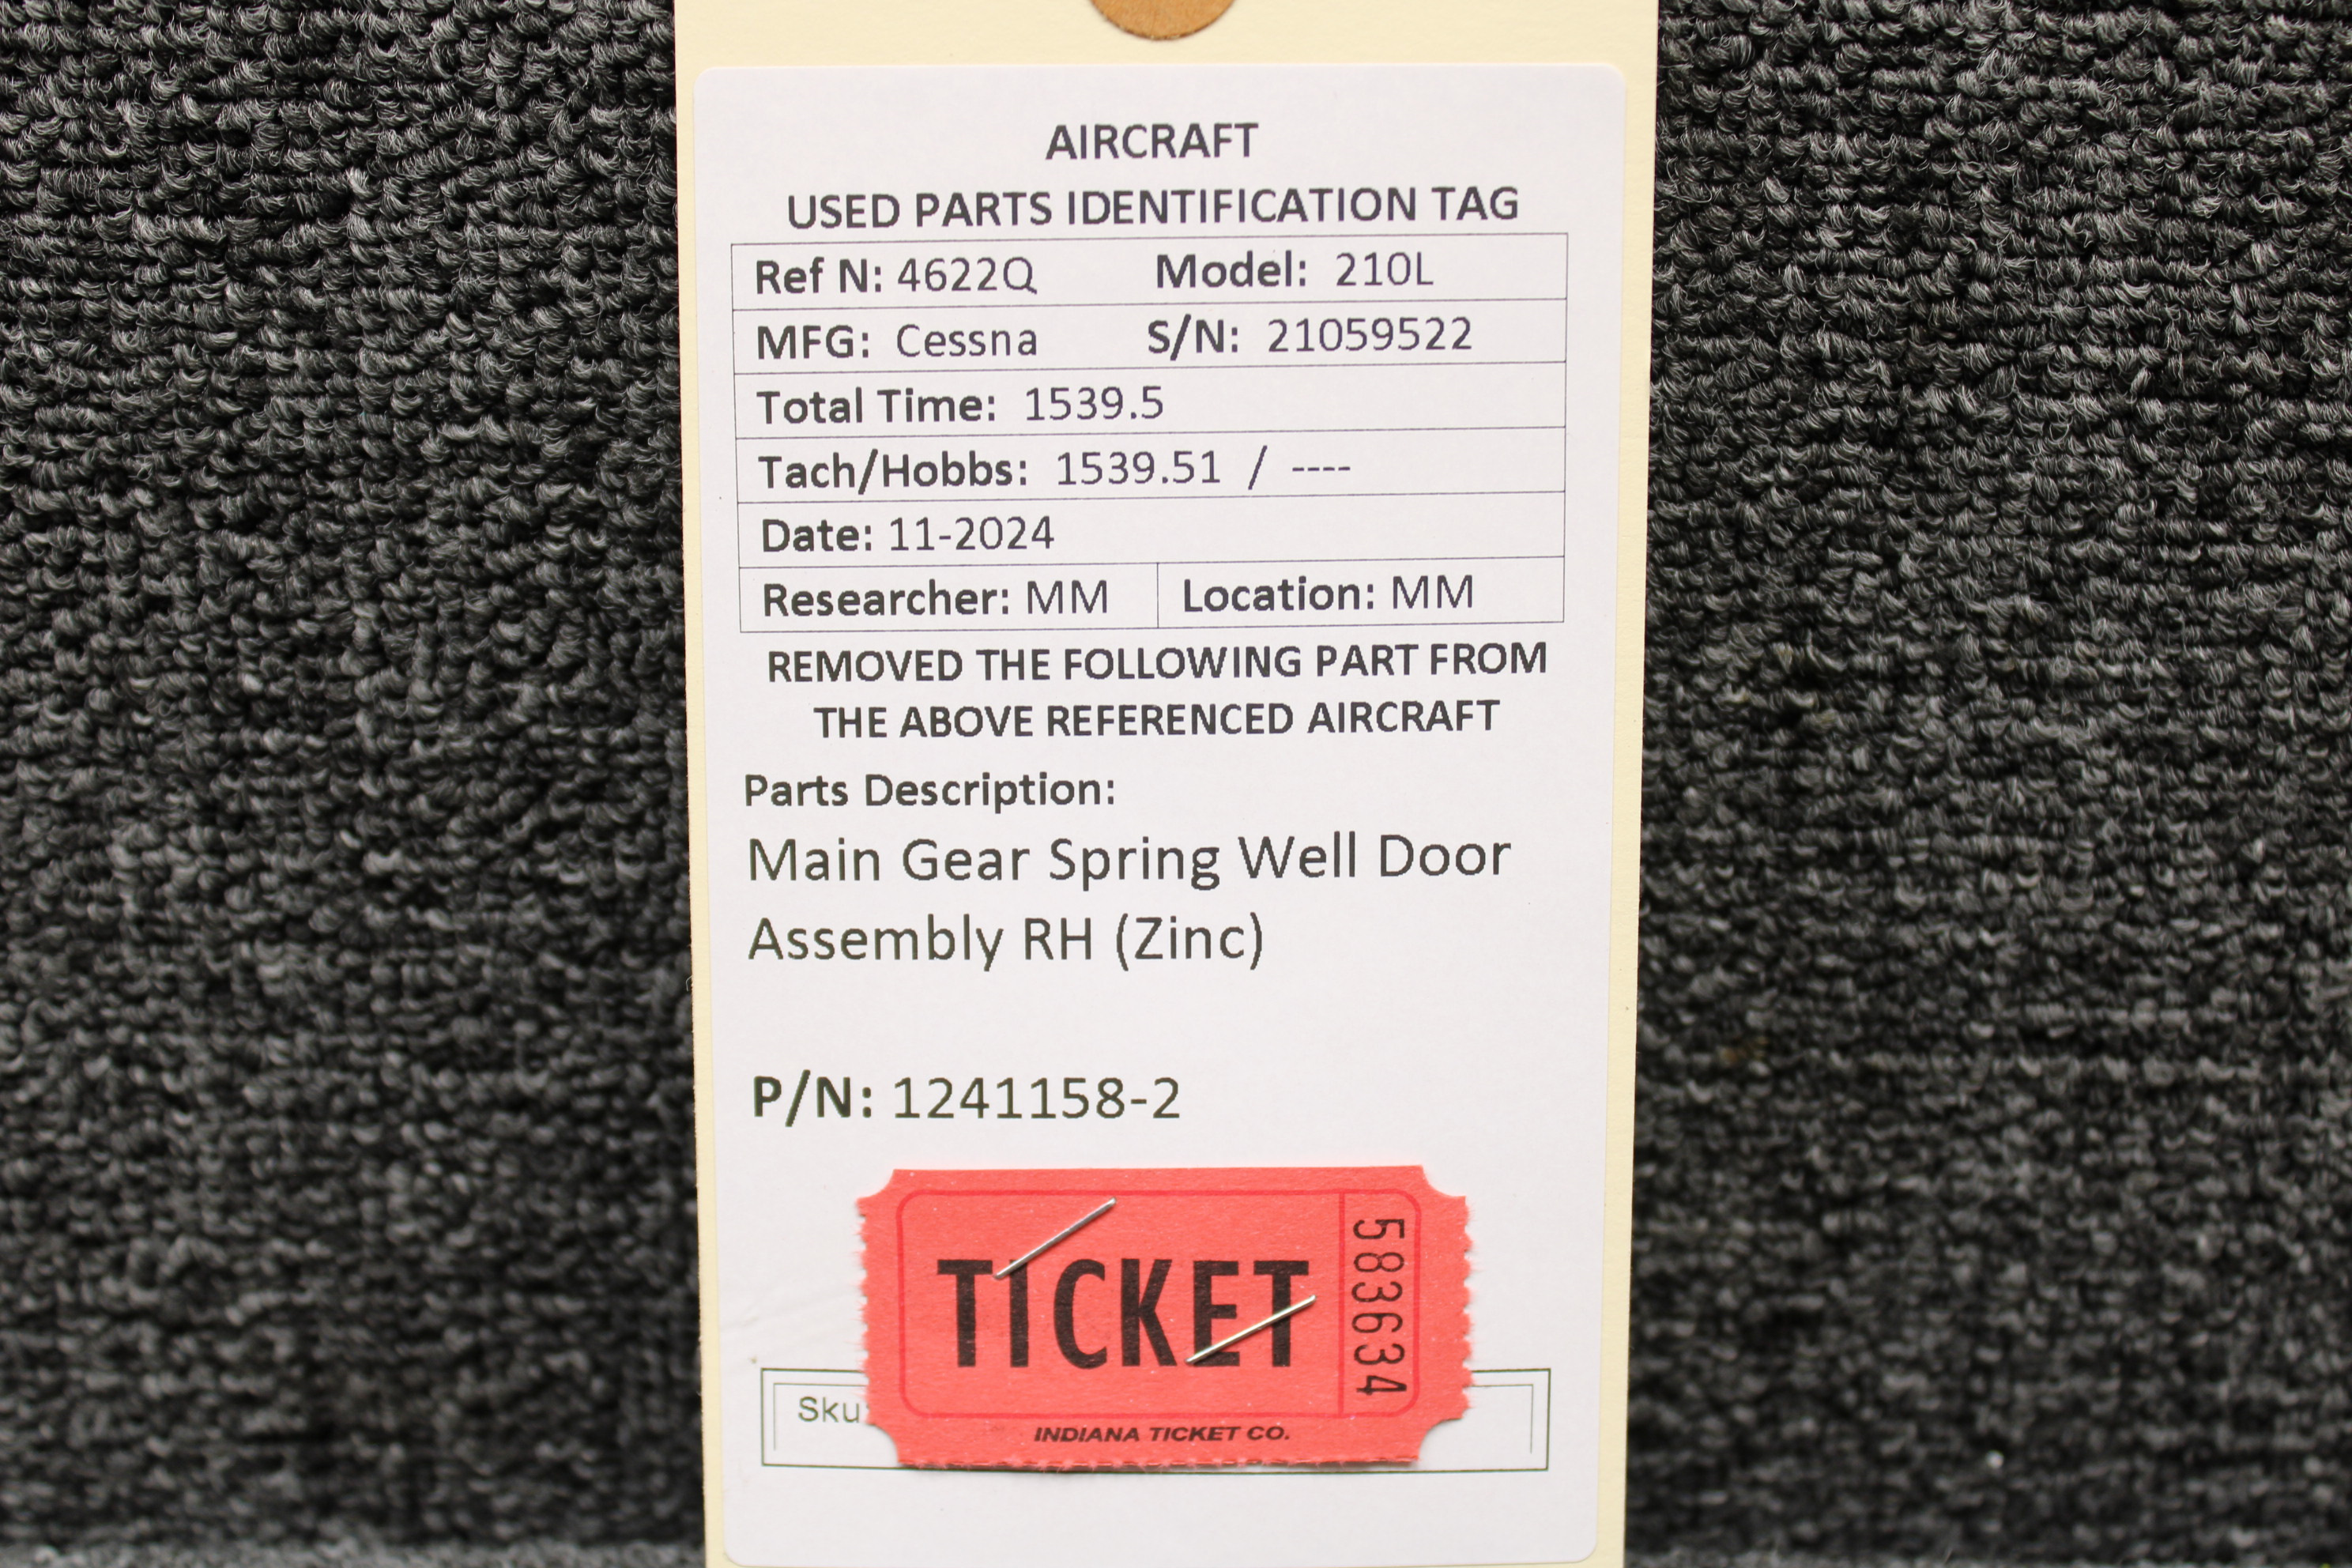 AIRCRAFT
USED PARTS IDENTIFICATION TAG
Ref N: 4622Q Model: 210L
MFG: Cessna S/N: 21059522
Total Time: 1539.5
Tach/Hobbs: 1539.51 / ----
Date: 11-2024
Researcher: MM Location: MM
REMOVED THE FOLLOWING PART FROM
THE ABOVE REFERENCED AIRCRAFT
Parts Description:
Main Gear Spring Well Door
Assembly RH (Zinc)
P/N: 1241158-2
TICKET
583634
INDIANA TICKET CO.
Sku